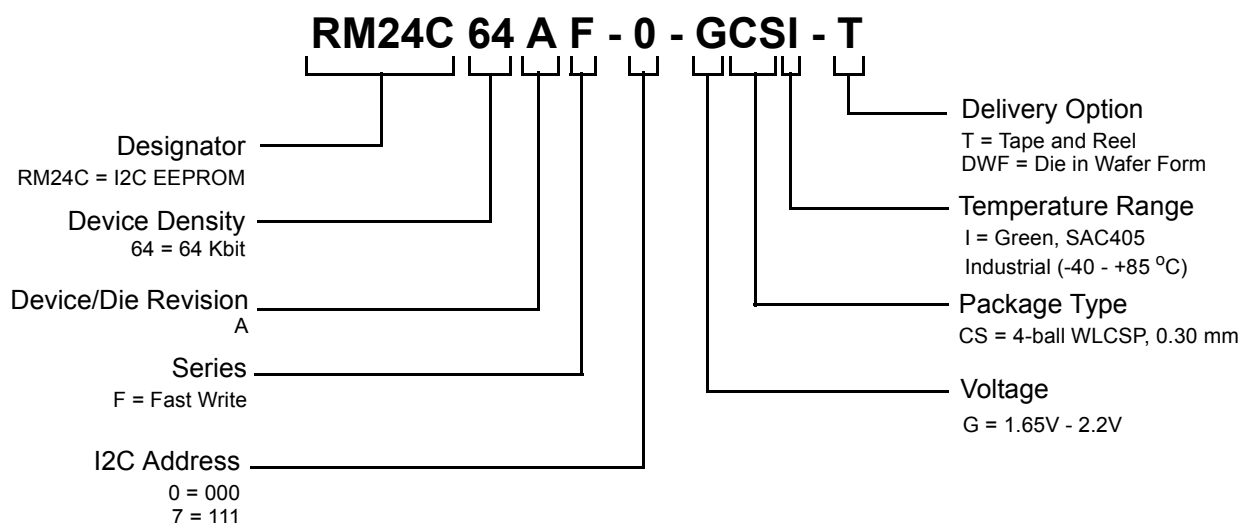 RM24C 64 A F - 0 - GCSI - T
Designator
RM24C = I2C EEPROM
Device Density
64 = 64 Kbit
Device/Die Revision
A
Series
F = Fast Write
I2C Address
0 = 000
7 = 111
Delivery Option
T = Tape and Reel
DWF = Die in Wafer Form
Temperature Range
I = Green, SAC405
Industrial (-40 - +85 ºC)
Package Type
CS = 4-ball WLCSP, 0.30 mm
Voltage
G = 1.65V - 2.2V